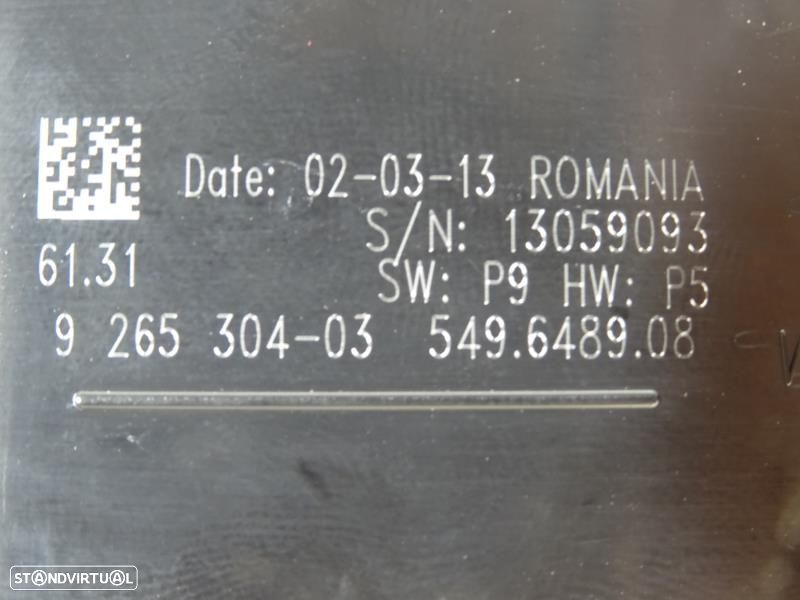 Date: 02-03-13 ROMANIA
S/N: 13059093
61.31
SW: P9 HW: P5
9 265 304-03 549.6489.08
STANDVIRTUAL